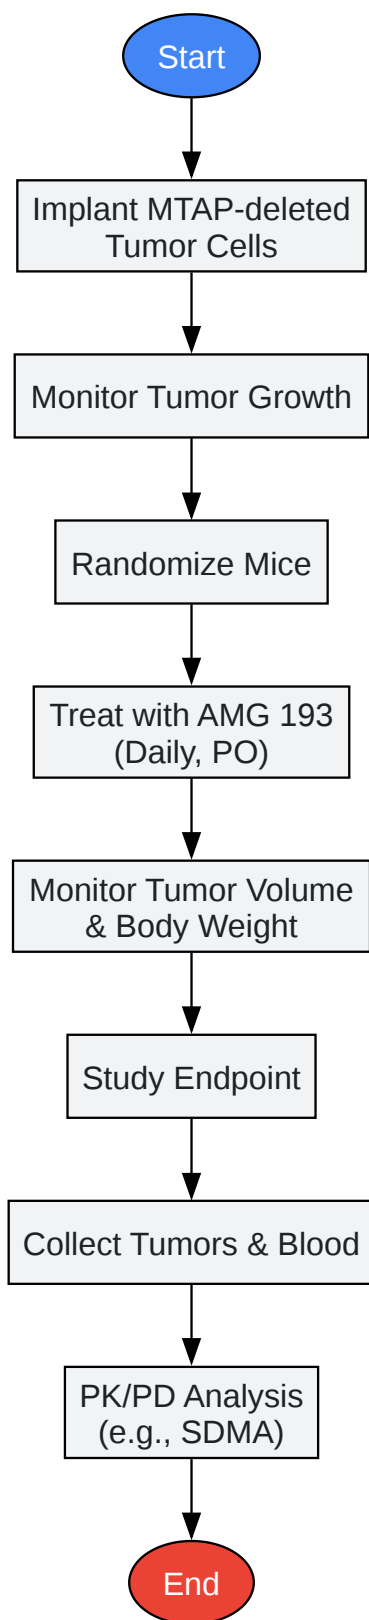 Start
Implant MTAP-deleted
Tumor Cells
Monitor Tumor Growth
Randomize Mice
Treat with AMG 193
(Daily, PO)
Monitor Tumor Volume
& Body Weight
Study Endpoint
Collect Tumors & Blood
PK/PD Analysis
(e.g., SDMA)
End